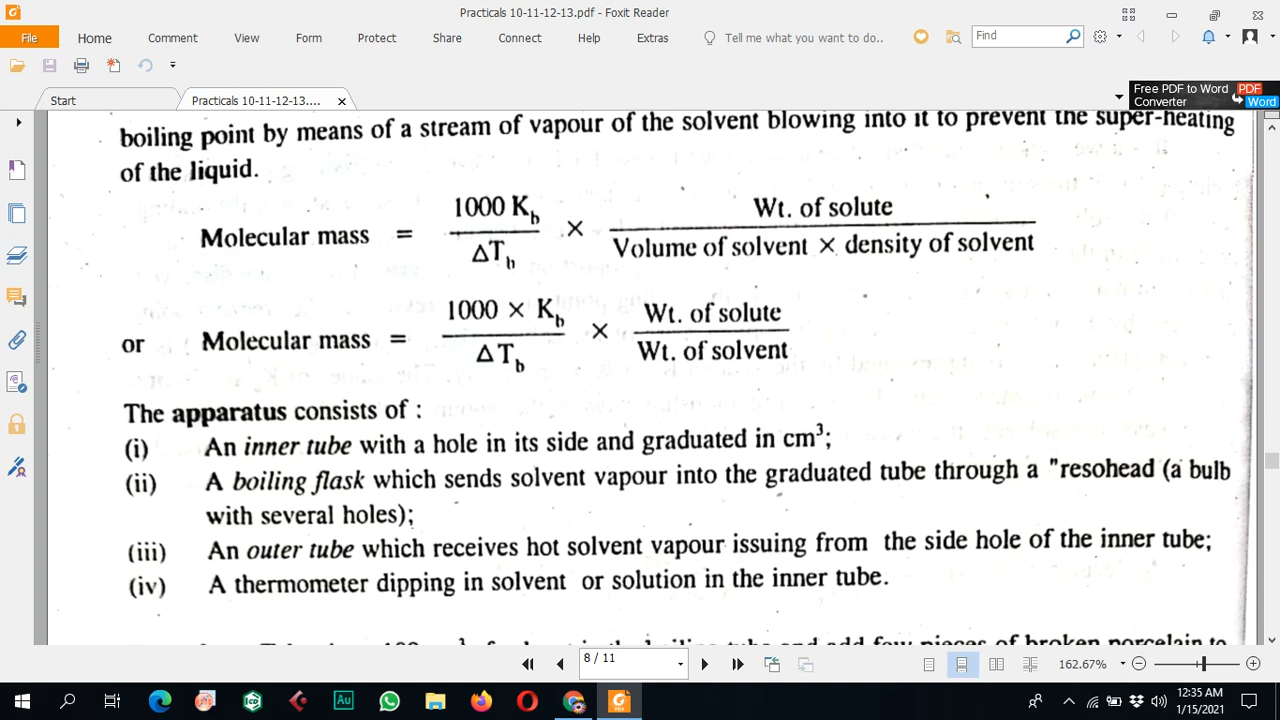 Practicals 10-11-12-13.pdf - Foxit Reader
File Home Comment View Form Protect Share Connect Help Extras Tell me what you want to do.. Find
Start Practicals 10-11-12-13....
Free PDF to Word
Converter
PDF
Word
boiling point by means of a stream of vapour of the solvent blowing into it to prevent the super-heating
of the liquid.
Molecular mass = 1000 K_b / ΔT_b × Wt. of solute / Volume of solvent × density of solvent
or Molecular mass = 1000 × K_b / ΔT_b × Wt. of solute / Wt. of solvent
The apparatus consists of :
(i) An inner tube with a hole in its side and graduated in cm³;
(ii) A boiling flask which sends solvent vapour into the graduated tube through a "resohead (a bulb
with several holes);
(iii) An outer tube which receives hot solvent vapour issuing from the side hole of the inner tube;
(iv) A thermometer dipping in solvent or solution in the inner tube.
8 / 11
162.67%
Au
12:35 AM
1/15/2021